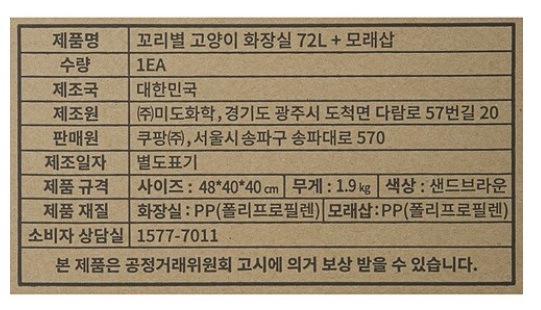 제품명 꼬리별 고양이 화장실 72L + 모래삽
수량 1EA
제조국 대한민국
제조원 ㈜미도화학,경기도 광주시 도척면 다람로 57번길 20
판매원 쿠팡㈜,서울시송파구 송파대로 570
제조일자 별도표기
제품 규격 사이즈 : 48*40*40㎝ 무게 : 1.9㎏ 색상 : 샌드브라운
제품 재질 화장실 : PP(폴리프로필렌) 모래삽 : PP(폴리프로필렌)
소비자 상담실 1577-7011
본 제품은 공정거래위원회 고시에 의거 보상 받을 수 있습니다.